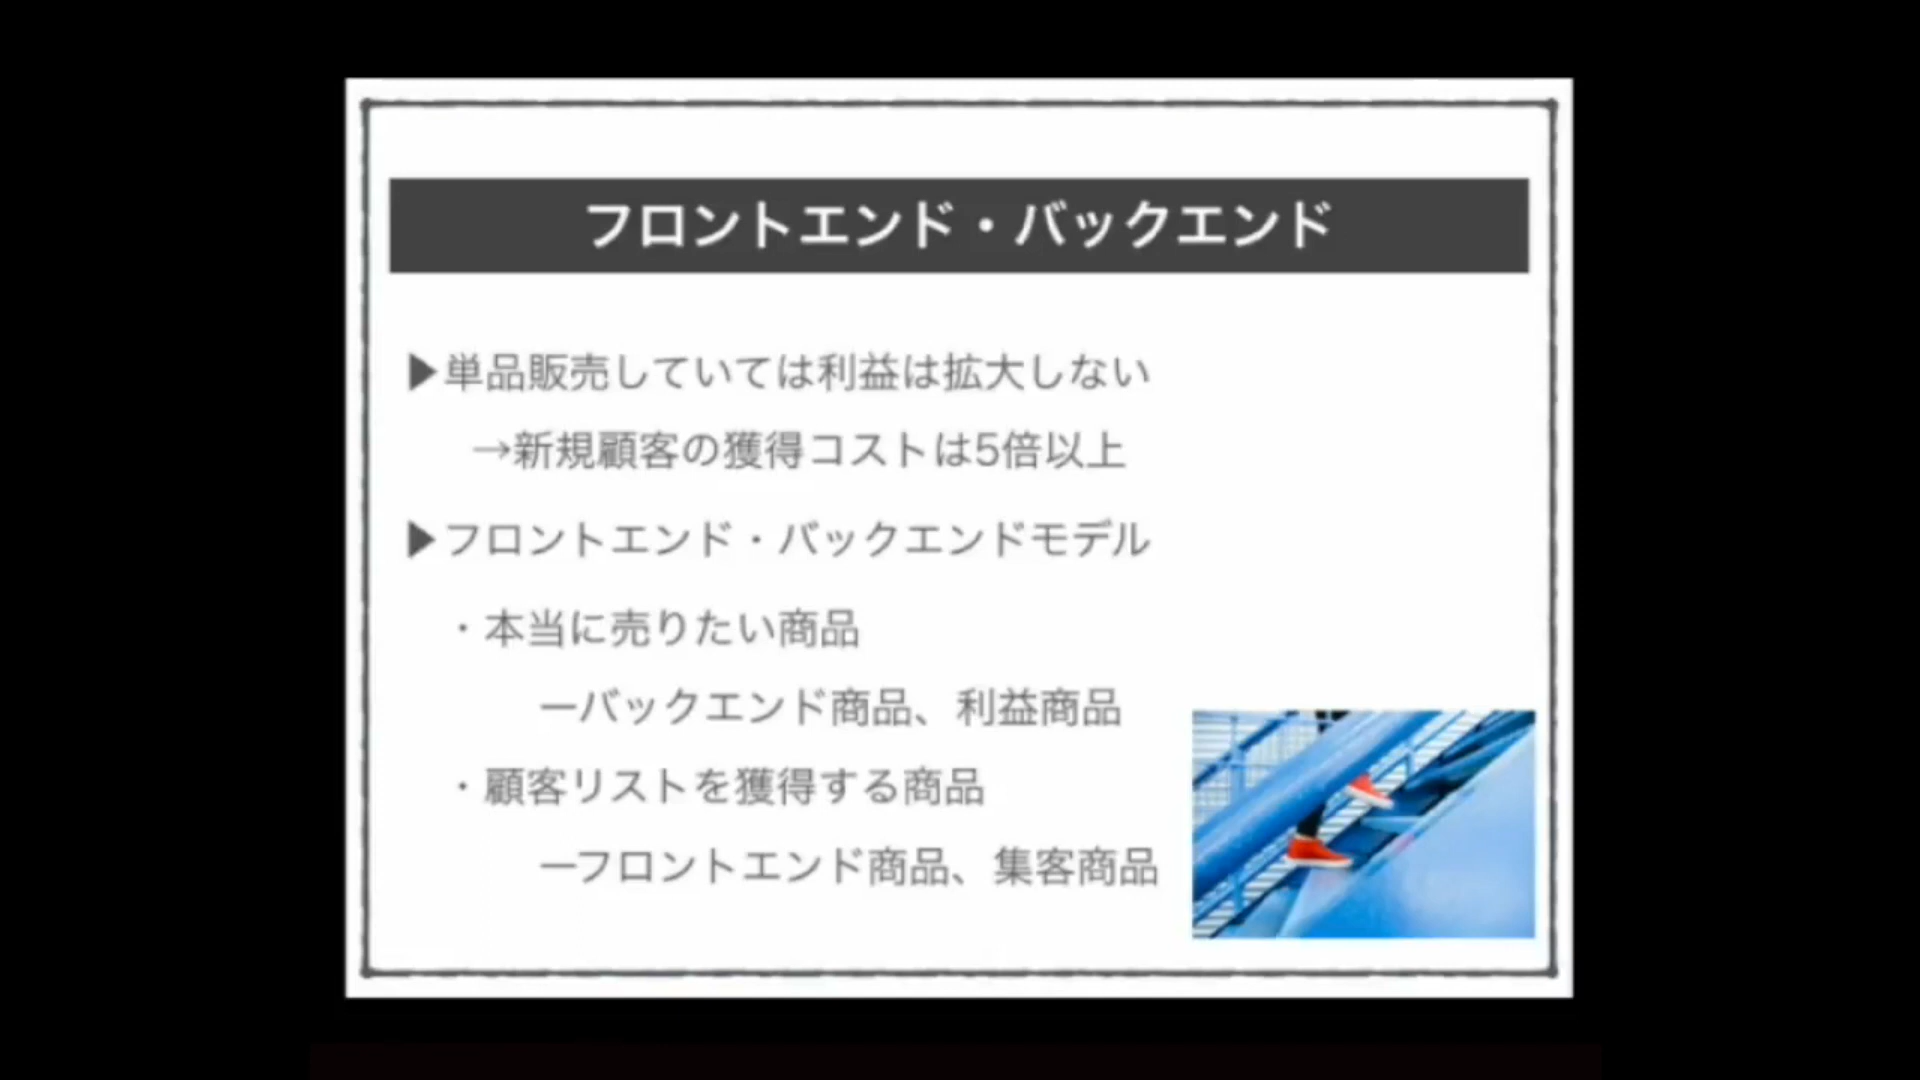 フロントエンド・バックエンド
▶単品販売していては利益は拡大しない
→新規顧客の獲得コストは5倍以上
▶フロントエンド・バックエンドモデル
・本当に売りたい商品
ーバックエンド商品、利益商品
・顧客リストを獲得する商品
ーフロントエンド商品、集客商品